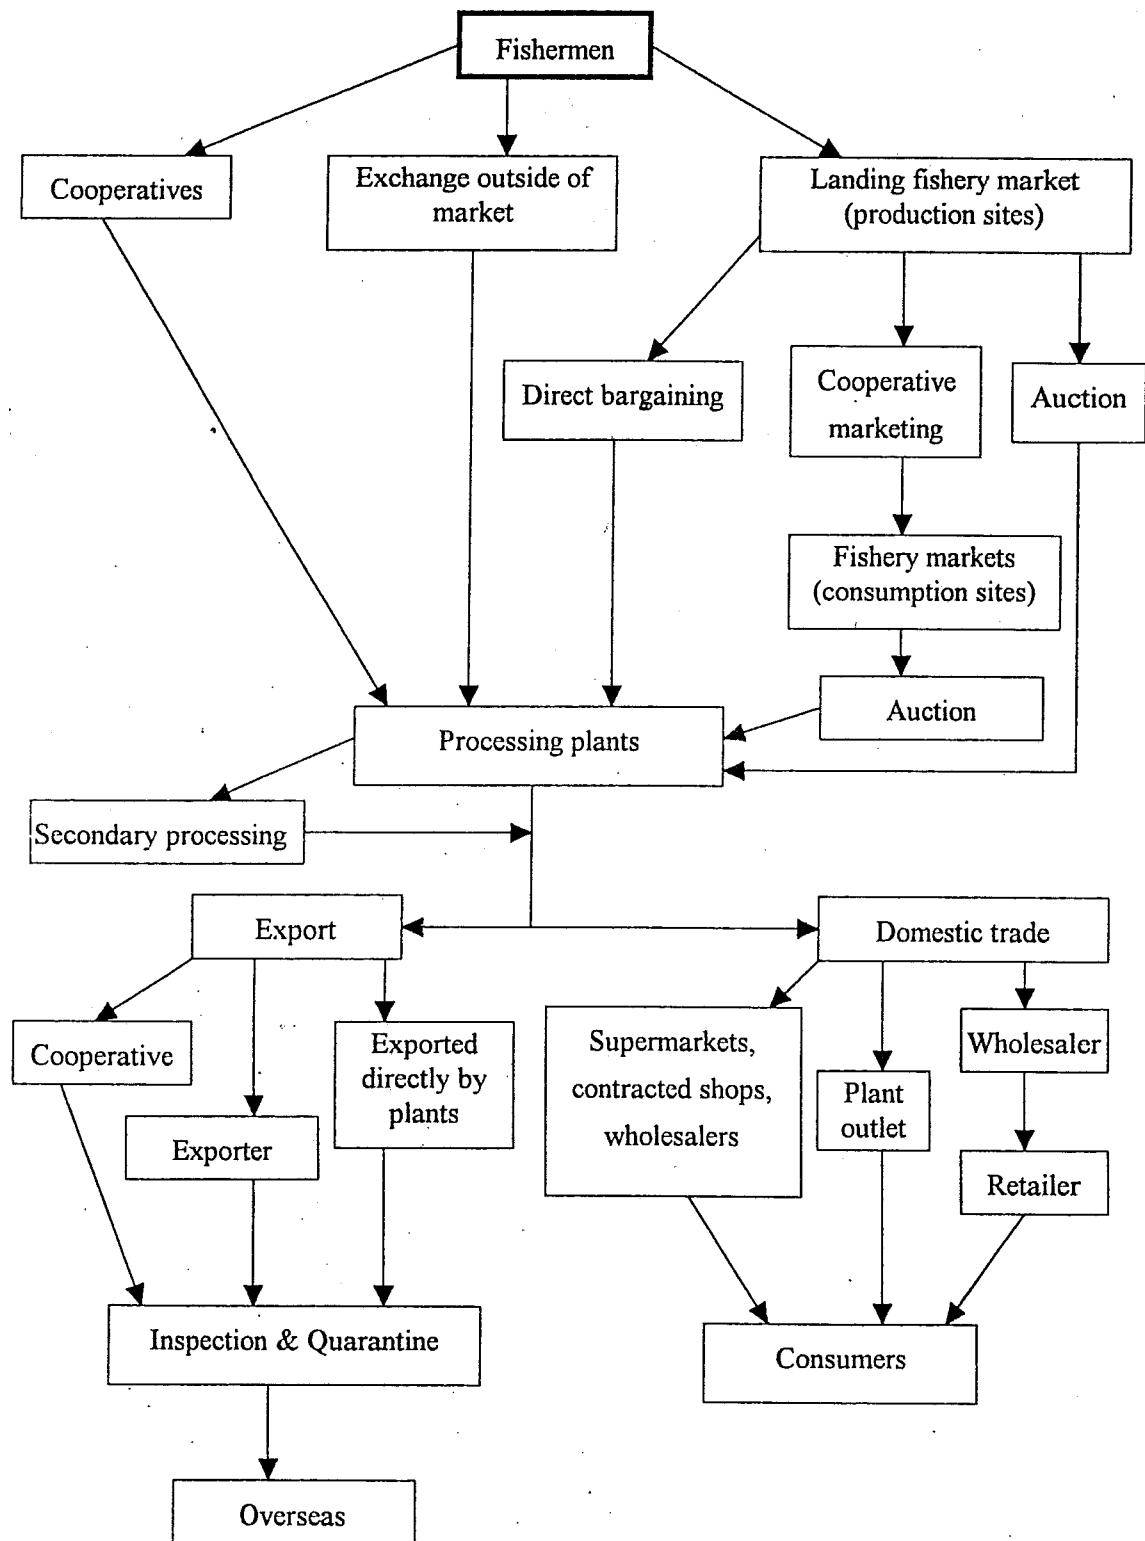 Fishermen
Cooperatives
Exchange outside of
market
Landing fishery market
(production sites)
Direct bargaining
Cooperative
marketing
Auction
Fishery markets
(consumption sites)
Auction
Processing plants
Secondary processing
Export
Domestic trade
Cooperative
Exporter
Exported
directly by
plants
Supermarkets,
contracted shops,
wholesalers
Plant
outlet
Wholesaler
Retailer
Inspection & Quarantine
Consumers
Overseas